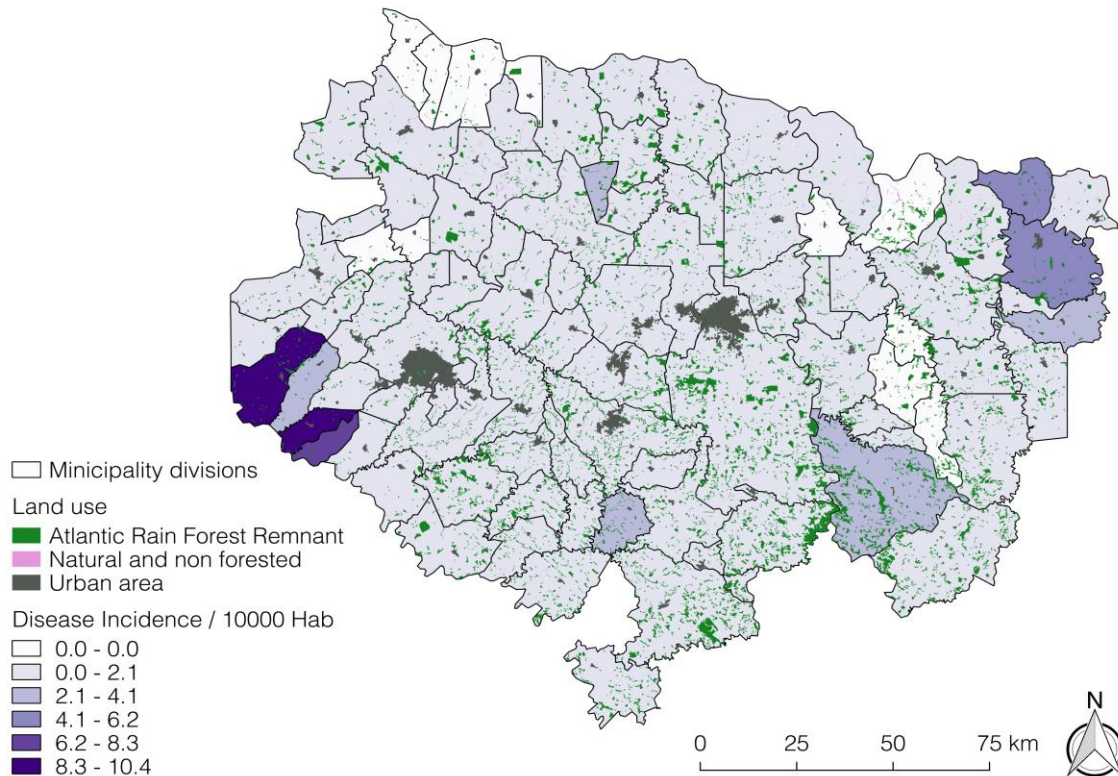 Minicipality divisions
Land use
Atlantic Rain Forest Remnant
Natural and non forested
Urban area
Disease Incidence / 10000 Hab
0.0 - 0.0
0.0 - 2.1
2.1 - 4.1
4.1 - 6.2
6.2 - 8.3
8.3 - 10.4
0 25 50 75 km
N